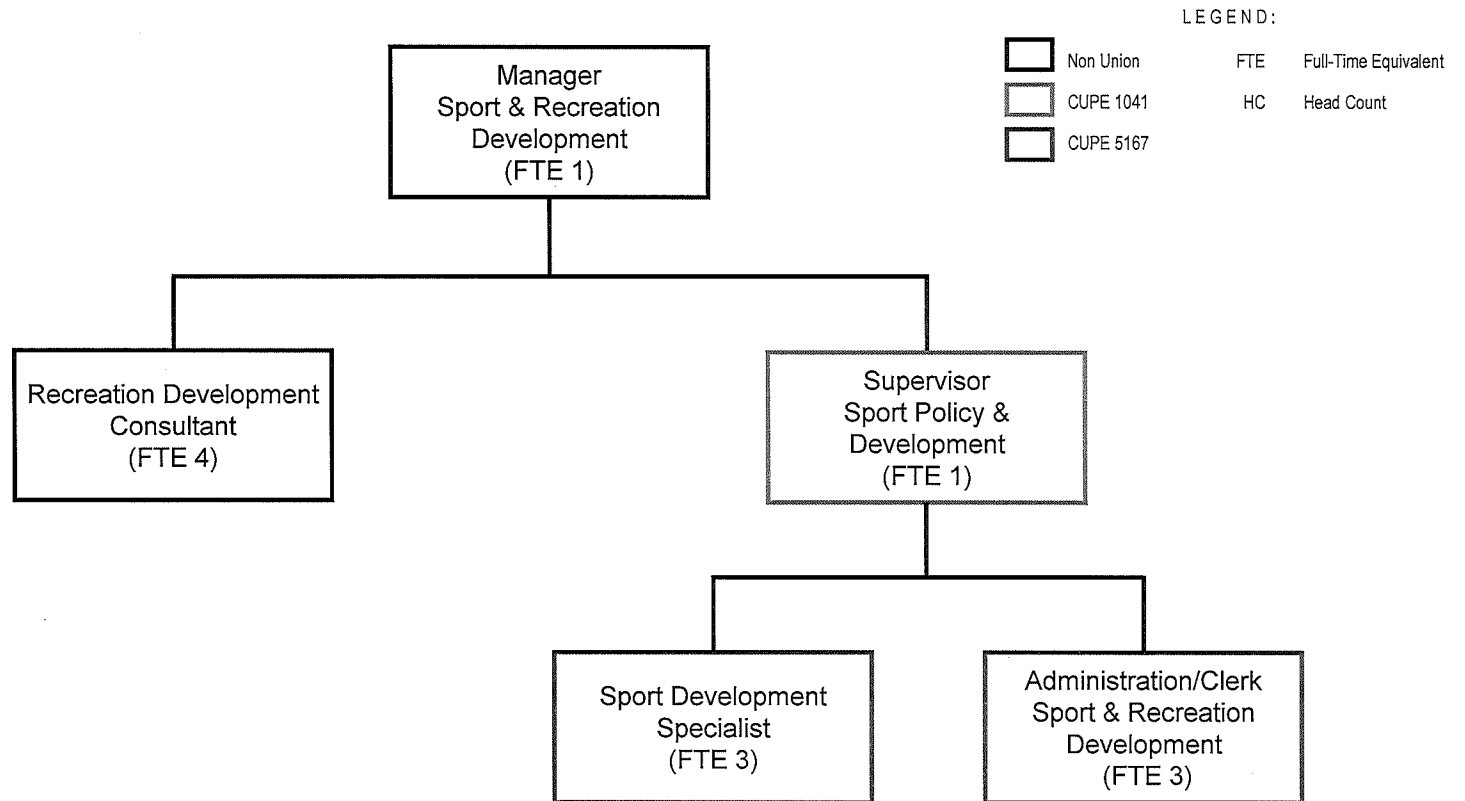 LEGEND:
Non Union FTE Full-Time Equivalent
CUPE 1041 HC Head Count
CUPE 5167
Manager
Sport & Recreation
Development
(FTE 1)
Recreation Development
Consultant
(FTE 4)
Supervisor
Sport Policy &
Development
(FTE 1)
Sport Development
Specialist
(FTE 3)
Administration/Clerk
Sport & Recreation
Development
(FTE 3)